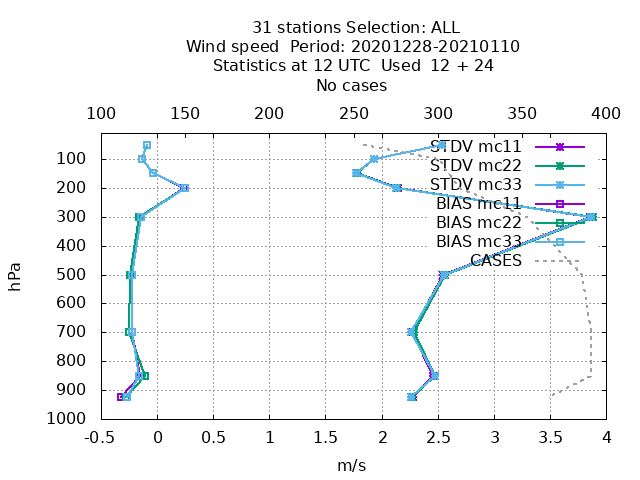 31 stations Selection: ALL
Wind speed  Period: 20201228-20210110
Statistics at 12 UTC  Used  12 + 24
No cases
100 150 200 250 300 350 400
STDV mc11
STDV mc22
STDV mc33
BIAS mc11
BIAS mc22
BIAS mc33
CASES
hPa
100
200
300
400
500
600
700
800
900
1000
-0.5 0 0.5 1 1.5 2 2.5 3 3.5 4
m/s